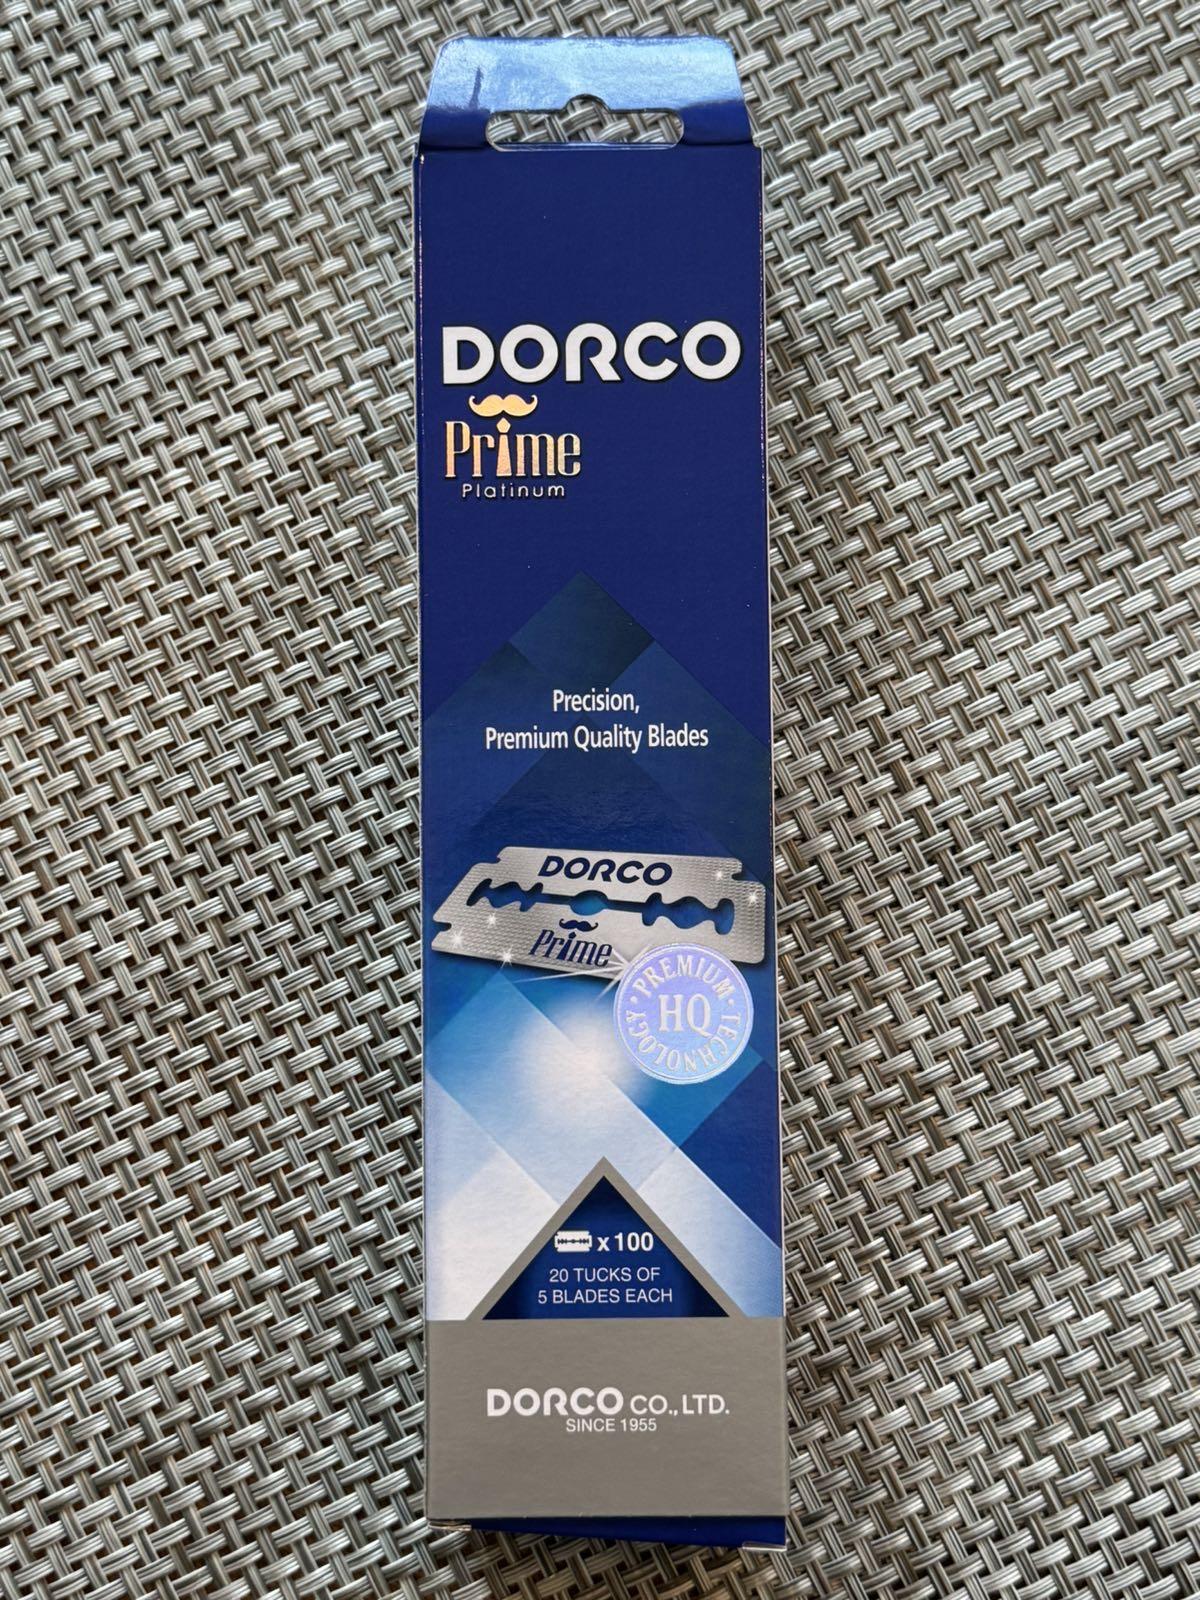 DORCO
Prime
Platinum
Precision,
Premium Quality Blades
DORCO
Prime
PREMIUM · TECHNOLOGY ·
HQ
x 100
20 TUCKS OF
5 BLADES EACH
DORCO CO., LTD.
SINCE 1955